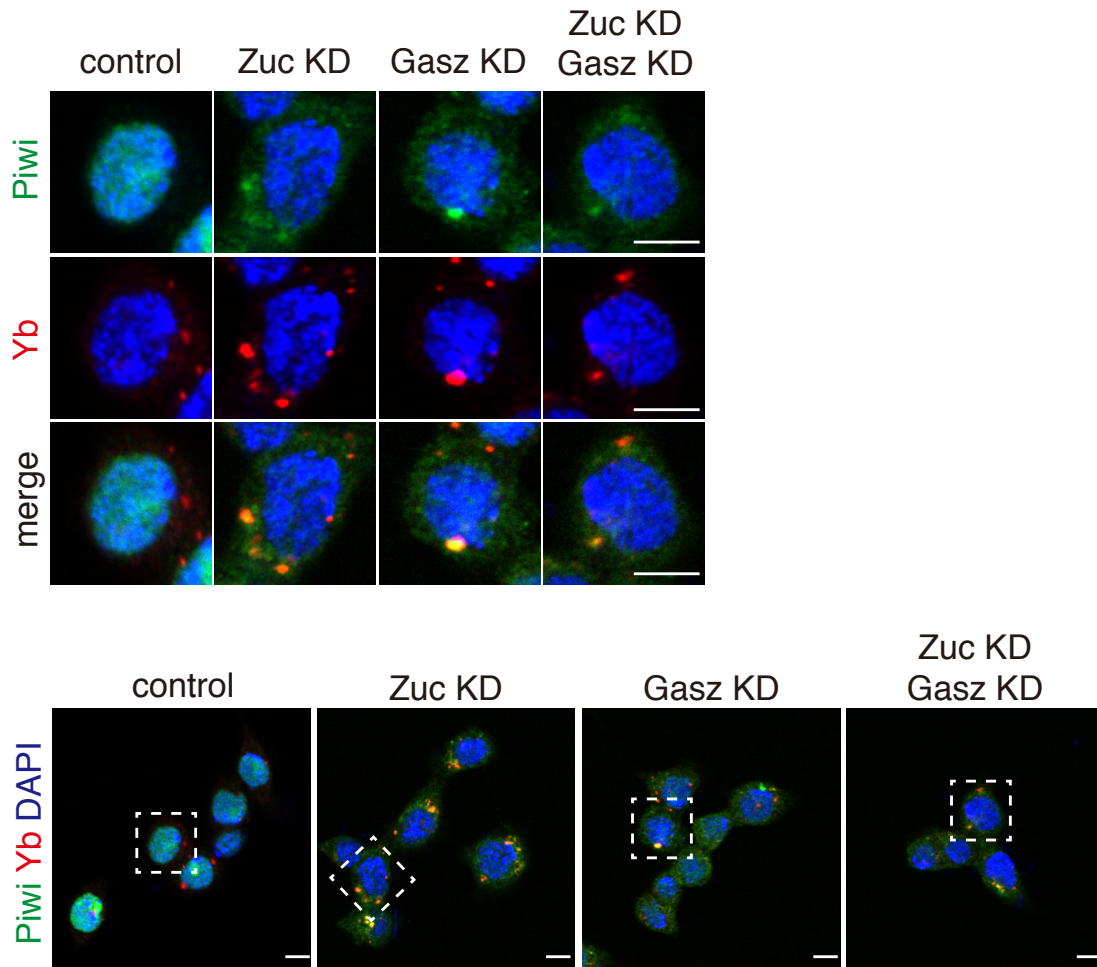 Zuc KD
control Zuc KD Gasz KD Gasz KD
Piwi
Yb
merge
Zuc KD
control Zuc KD Gasz KD Gasz KD
Piwi Yb DAPI